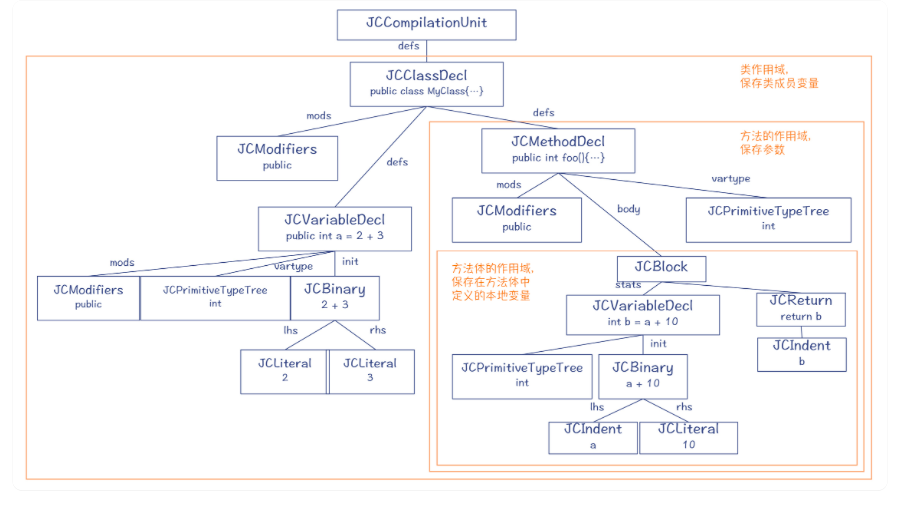 JCCompilationUnit
defs
JCClassDecl
public class MyClass{…}
类作用域,
保存类成员变量
mods
defs
defs
JCModifiers
public
JCMethodDecl
public int foo(){…}
方法的作用域,
保存参数
mods
body
vartype
JCVariableDecl
public int a = 2 + 3
JCModifiers
public
JCPrimitiveTypeTree
int
mods
vartype
init
JCModifiers
public
JCPrimitiveTypeTree
int
JCBinary
2 + 3
lhs
rhs
JCLiteral
2
JCLiteral
3
方法体的作用域,
保存在方法体中
定义的本地变量
JCBlock
stats
JCVariableDecl
int b = a + 10
JCReturn
return b
JCIndent
b
init
JCPrimitiveTypeTree
int
JCBinary
a + 10
lhs
rhs
JCIndent
a
JCLiteral
10